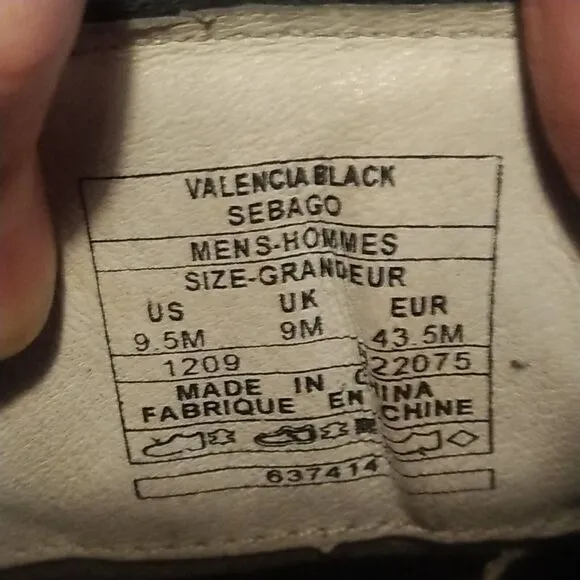 VALENCIA BLACK
SEBAGO
MENS-HOMMES
SIZE-GRANDEUR
US UK EUR
9.5M 9M 43.5M
1209 22075
MADE IN CHINA
FABRIQUE EN CHINE
637414